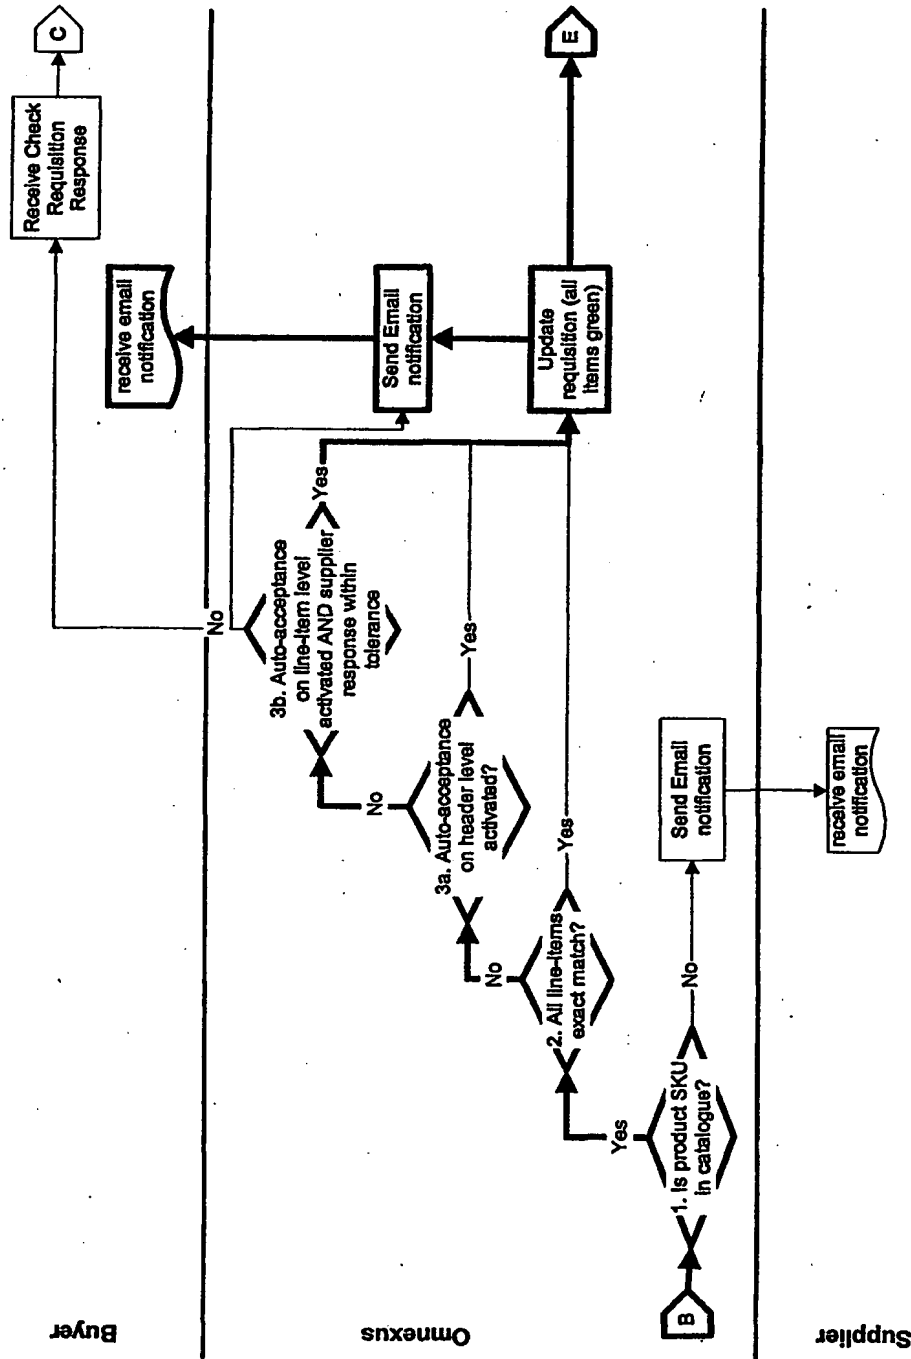 Buyer
Omnexus
Supplier
B
1. Is product SKU
in catalogue?
Yes
No
Send Email
notification
receive email
notification
2. All line-items
exact match?
No
Yes
3a. Auto-acceptance
on header level
activated?
No
Yes
3b. Auto-acceptance
on line-item level
activated AND supplier
response within
tolerance
No
Yes
Update
requisition (all
items green)
Send Email
notification
receive email
notification
Receive Check
Requisition
Response
C
E